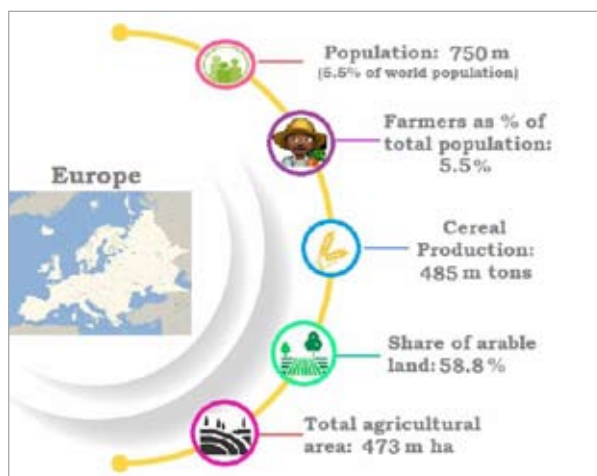 Population: 750 m
(5.5% of world population)
Farmers as % of
total population:
5.5%
Europe
Cereal
Production:
485 m tons
Share of arable
land: 58.8%
Total agricultural
area: 473 m ha